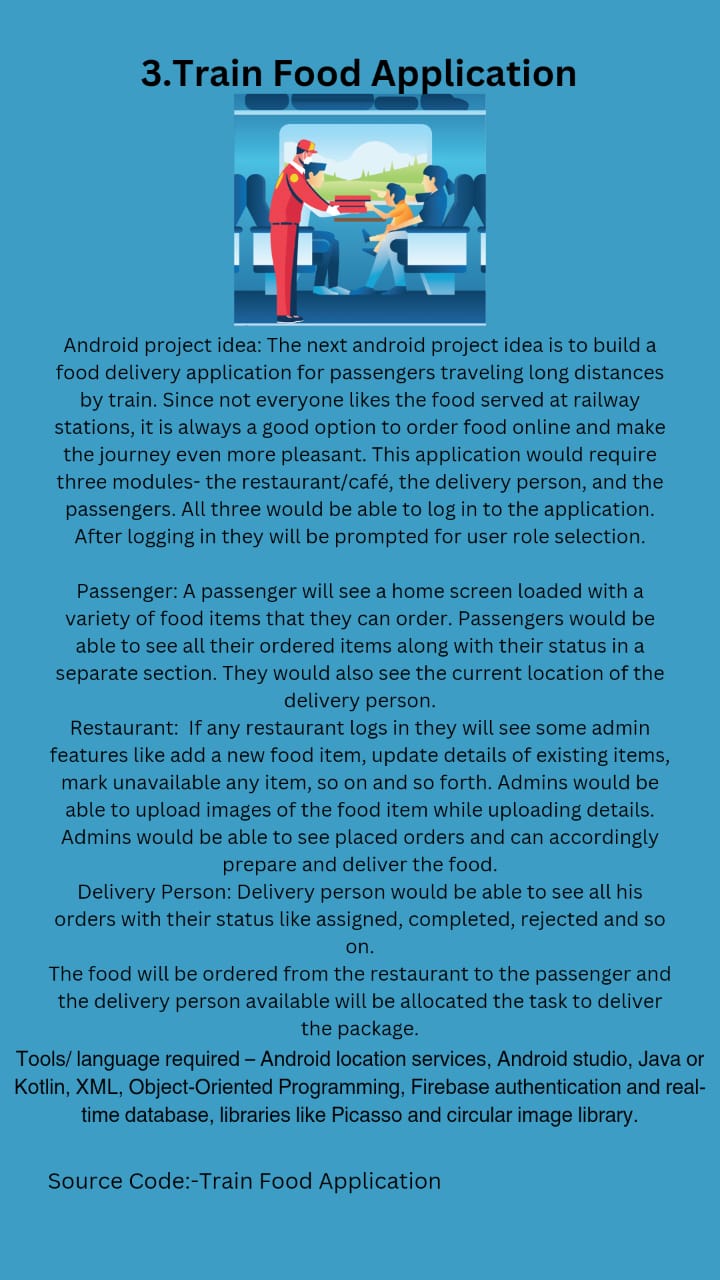 3.Train Food Application
Android project idea: The next android project idea is to build a
food delivery application for passengers traveling long distances
by train. Since not everyone likes the food served at railway
stations, it is always a good option to order food online and make
the journey even more pleasant. This application would require
three modules- the restaurant/café, the delivery person, and the
passengers. All three would be able to log in to the application.
After logging in they will be prompted for user role selection.
Passenger: A passenger will see a home screen loaded with a
variety of food items that they can order. Passengers would be
able to see all their ordered items along with their status in a
separate section. They would also see the current location of the
delivery person.
Restaurant:  If any restaurant logs in they will see some admin
features like add a new food item, update details of existing items,
mark unavailable any item, so on and so forth. Admins would be
able to upload images of the food item while uploading details.
Admins would be able to see placed orders and can accordingly
prepare and deliver the food.
Delivery Person: Delivery person would be able to see all his
orders with their status like assigned, completed, rejected and so
on.
The food will be ordered from the restaurant to the passenger and
the delivery person available will be allocated the task to deliver
the package.
Tools/ language required – Android location services, Android studio, Java or
Kotlin, XML, Object-Oriented Programming, Firebase authentication and real-
time database, libraries like Picasso and circular image library.
Source Code:-Train Food Application